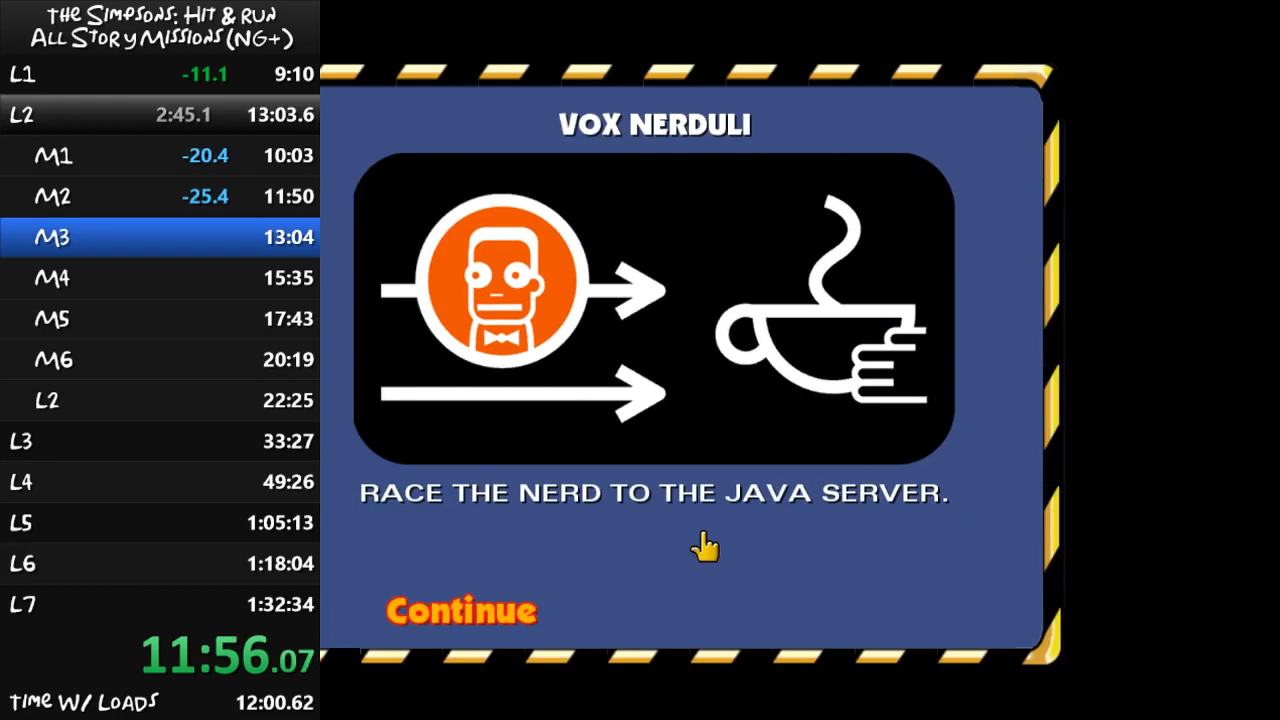 The Simpsons: Hit & Run
All Story Missions (NG+)
L1 -11.1 9:10
L2 2:45.1 13:03.6
M1 -20.4 10:03
M2 -25.4 11:50
M3 13:04
M4 15:35
M5 17:43
M6 20:19
L2 22:25
L3 33:27
L4 49:26
L5 1:05:13
L6 1:18:04
L7 1:32:34
11:56.07
Time w/ Loads 12:00.62
VOX NERDULI
RACE THE NERD TO THE JAVA SERVER.
Continue